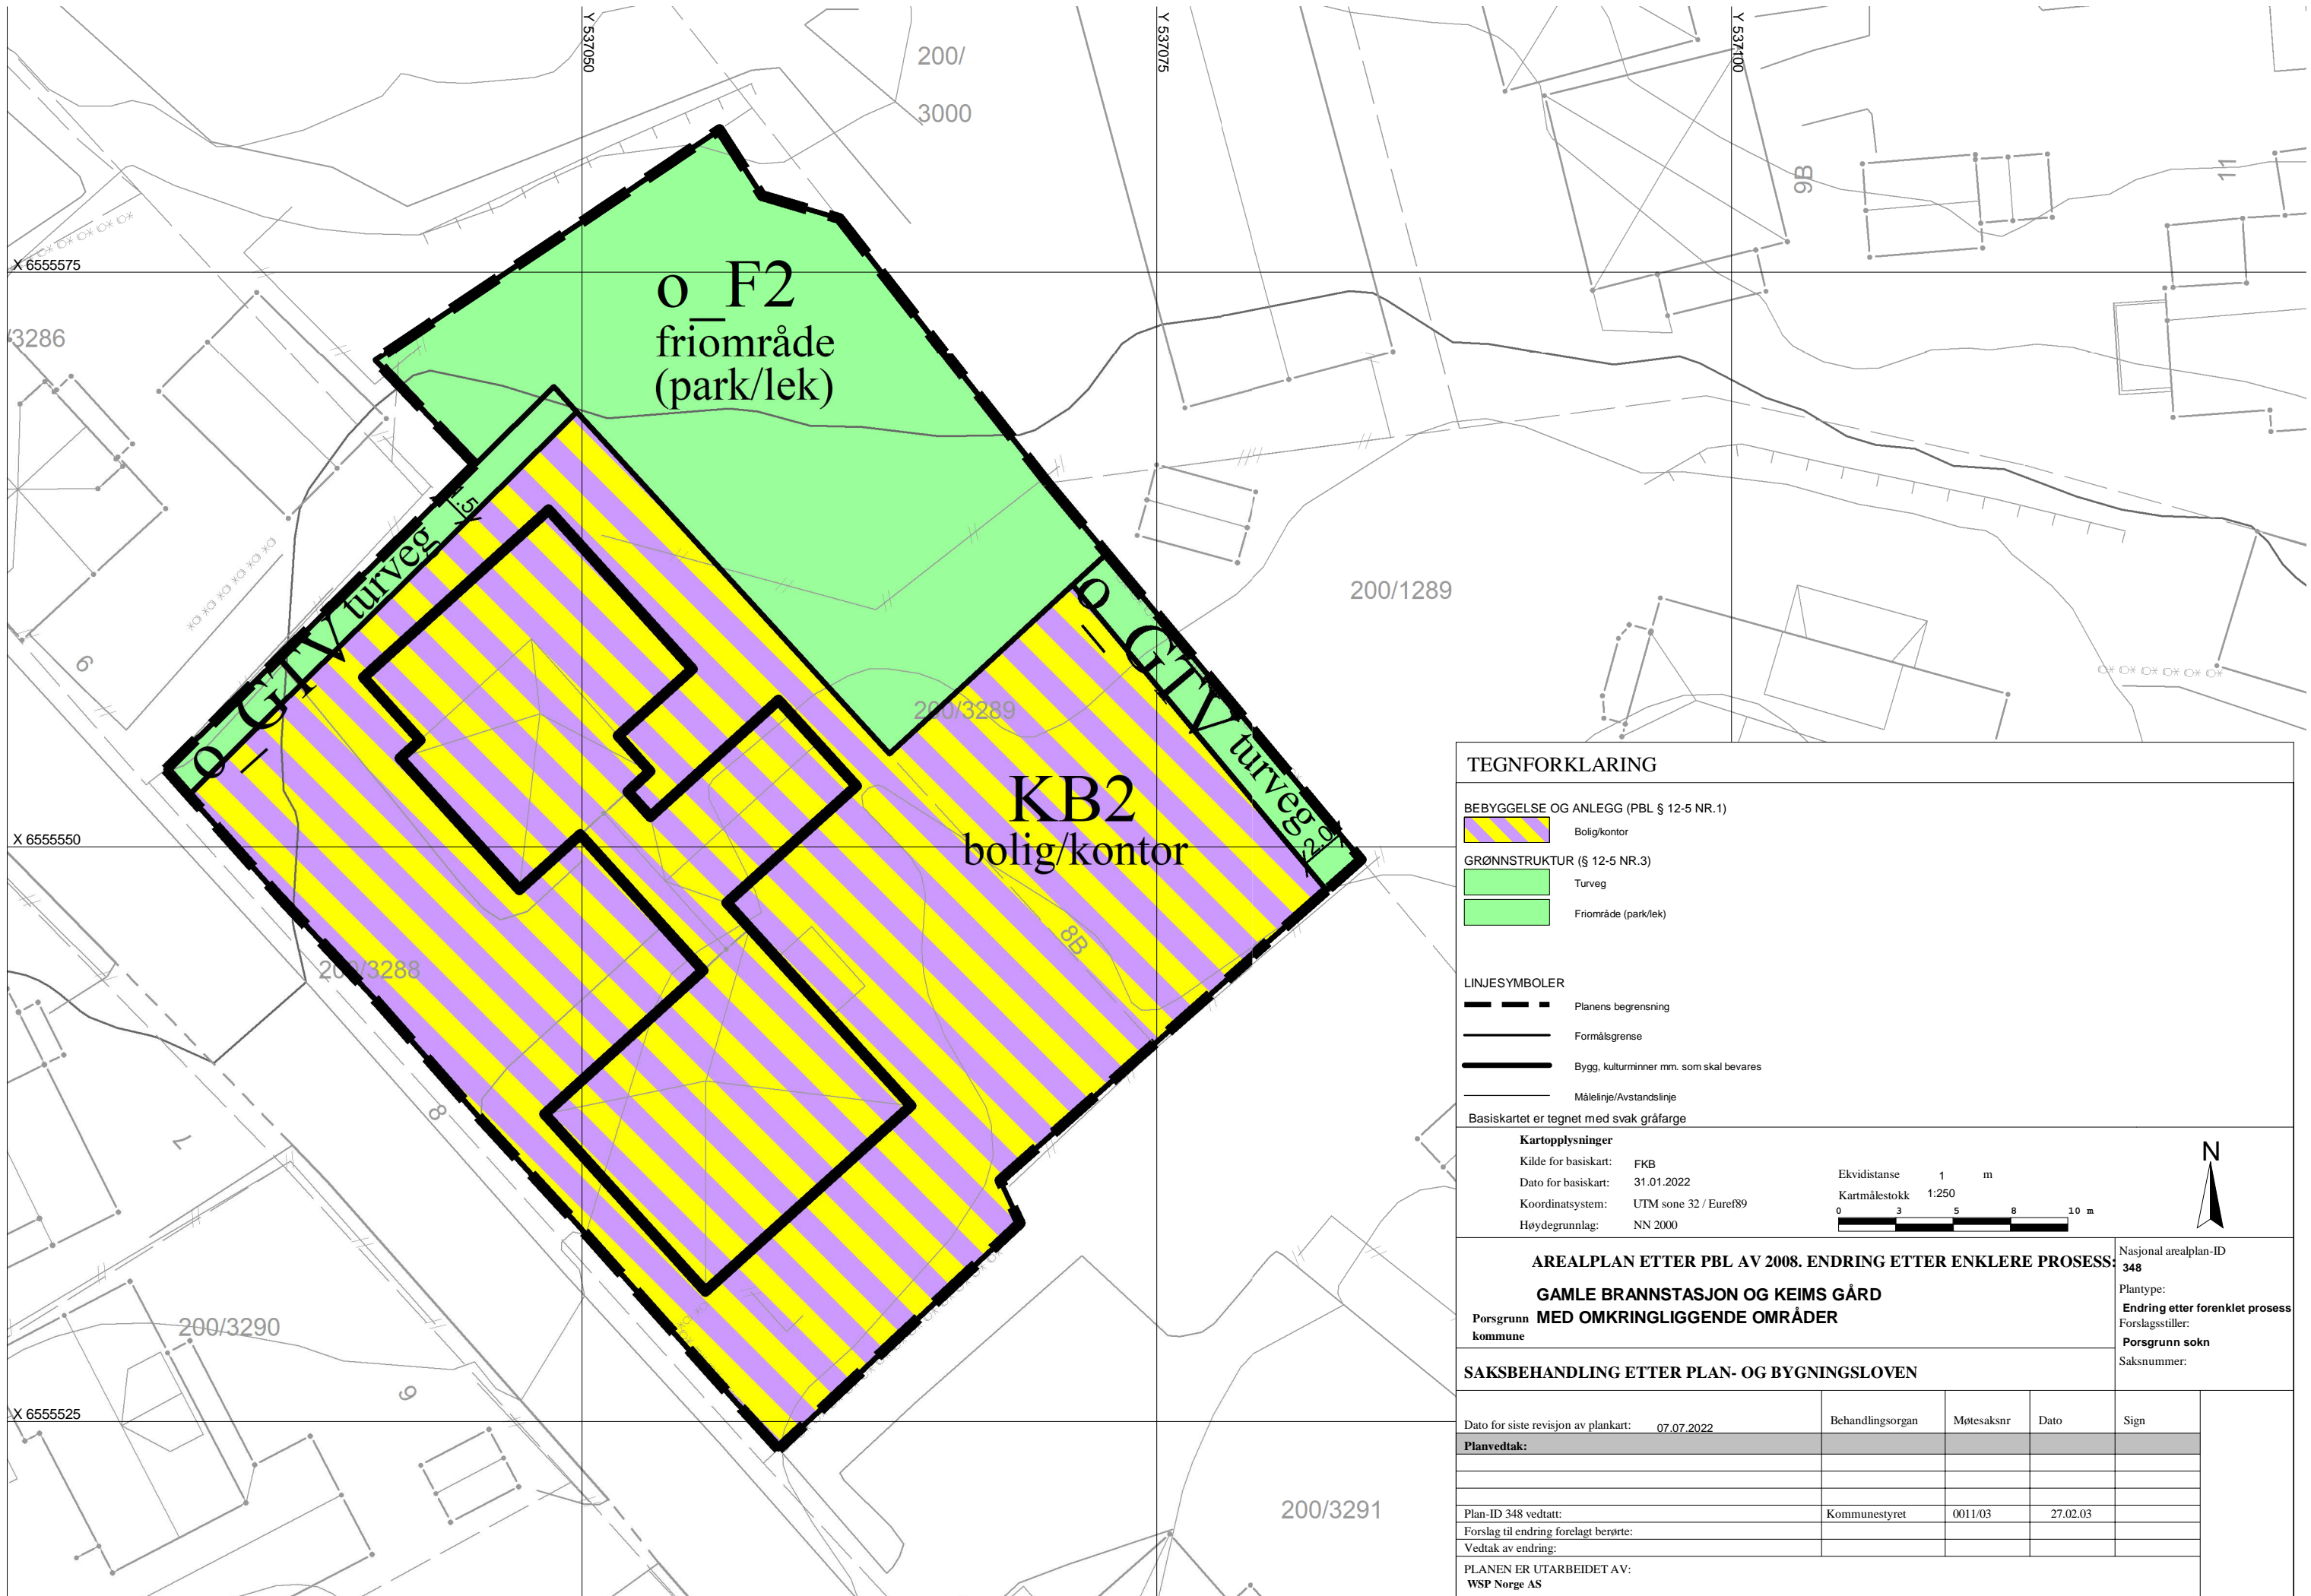 Y 537050
Y 537075
Y 537100
200/
3000
9B
11
X 6555575
o_F2
friområde
(park/lek)
/3286
1.5
o_GTV turveg
200/1289
6
o_GTV turveg
2.9
200/3289
KB2
bolig/kontor
X 6555550
8B
200/3288
8
7
200/3290
9
X 6555525
200/3291
TEGNFORKLARING
BEBYGGELSE OG ANLEGG (PBL § 12-5 NR.1)
Bolig/kontor
GRØNNSTRUKTUR (§ 12-5 NR.3)
Turveg
Friområde (park/lek)
LINJESYMBOLER
Planens begrensning
Formålsgrense
Bygg, kulturminner mm. som skal bevares
Målelinje/Avstandslinje
Basiskartet er tegnet med svak gråfarge
Kartopplysninger
Kilde for basiskart: FKB
Dato for basiskart: 31.01.2022
Koordinatsystem: UTM sone 32 / Euref89
Høydegrunnlag: NN 2000
Ekvidistanse 1 m
Kartmålestokk 1:250
0 3 5 8 10 m
N
AREALPLAN ETTER PBL AV 2008. ENDRING ETTER ENKLERE PROSESS:
GAMLE BRANNSTASJON OG KEIMS GÅRD
MED OMKRINGLIGGENDE OMRÅDER
Porsgrunn
kommune
Nasjonal arealplan-ID
348
Plantype:
Endring etter forenklet prosess
Forslagsstiller:
Porsgrunn sokn
Saksnummer:
SAKSBEHANDLING ETTER PLAN- OG BYGNINGSLOVEN
Dato for siste revisjon av plankart: 07.07.2022 Behandlingsorgan Møtesaksnr Dato Sign
Planvedtak:
Plan-ID 348 vedtatt: Kommunestyret 0011/03 27.02.03
Forslag til endring forelagt berørte:
Vedtak av endring:
PLANEN ER UTARBEIDET AV:
WSP Norge AS